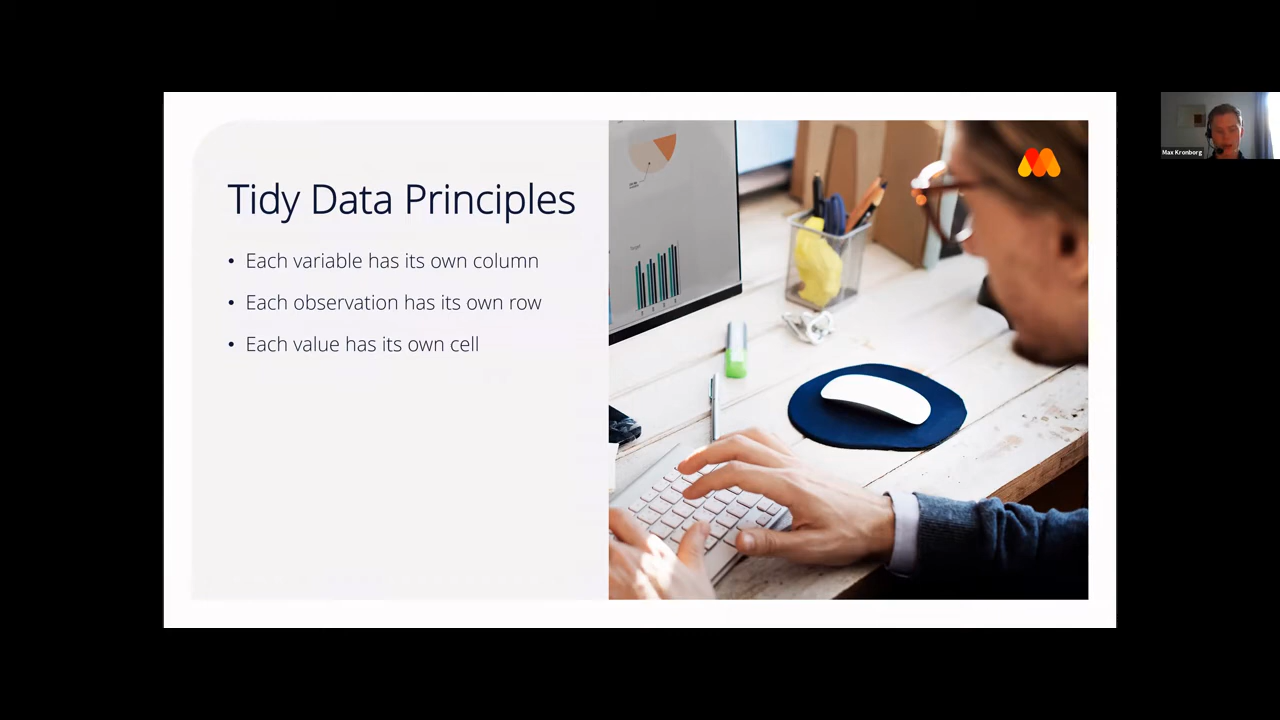 Tidy Data Principles
• Each variable has its own column
• Each observation has its own row
• Each value has its own cell
Max Kronborg